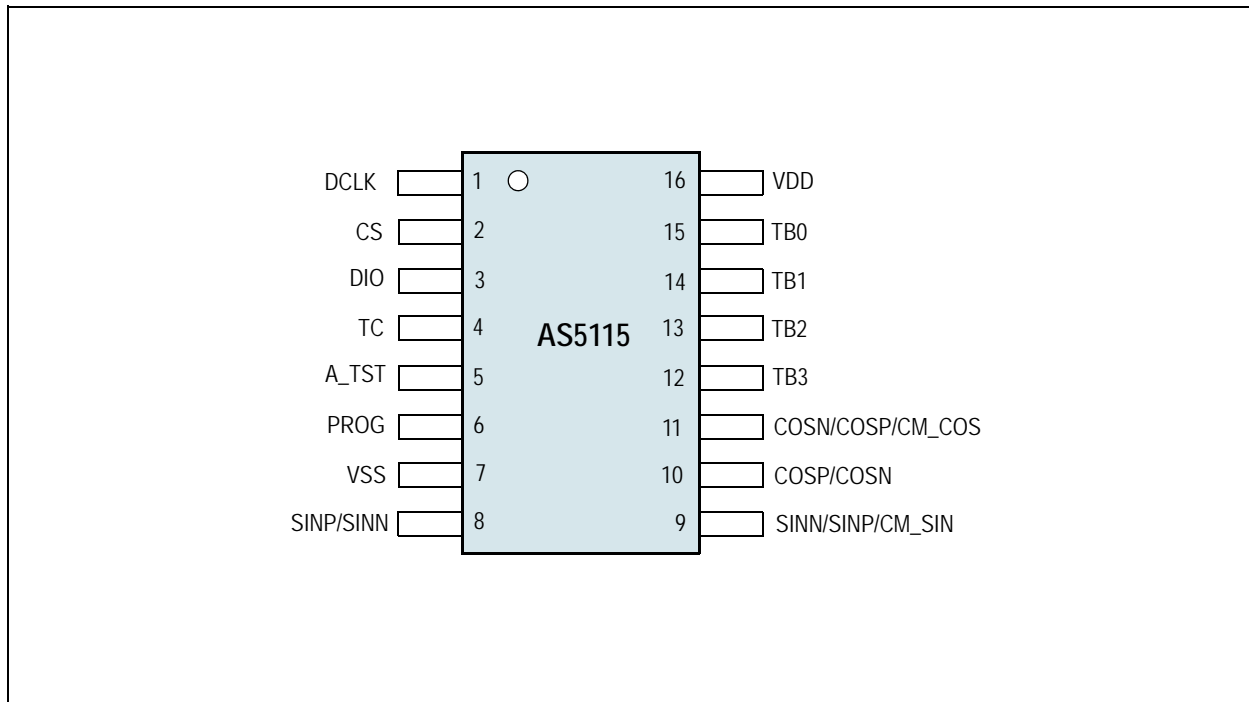 DCLK 1 16 VDD
CS 2 15 TB0
DIO 3 14 TB1
TC 4 AS5115 13 TB2
A_TST 5 12 TB3
PROG 6 11 COSN/COSP/CM_COS
VSS 7 10 COSP/COSN
SINP/SINN 8 9 SINN/SINP/CM_SIN